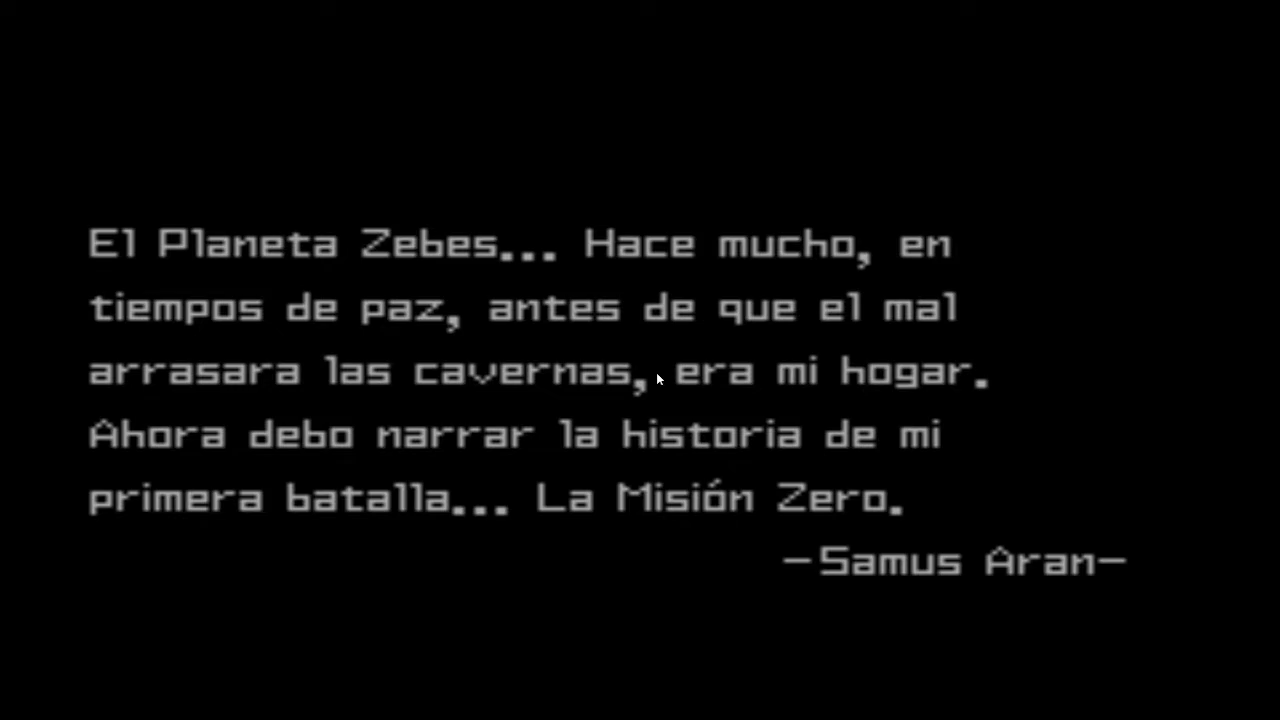 El Planeta Zebes... Hace mucho, en
tiempos de paz, antes de que el mal
arrasara las cavernas, era mi hogar.
Ahora debo narrar la historia de mi
primera batalla... La Misión Zero.
-Samus Aran-